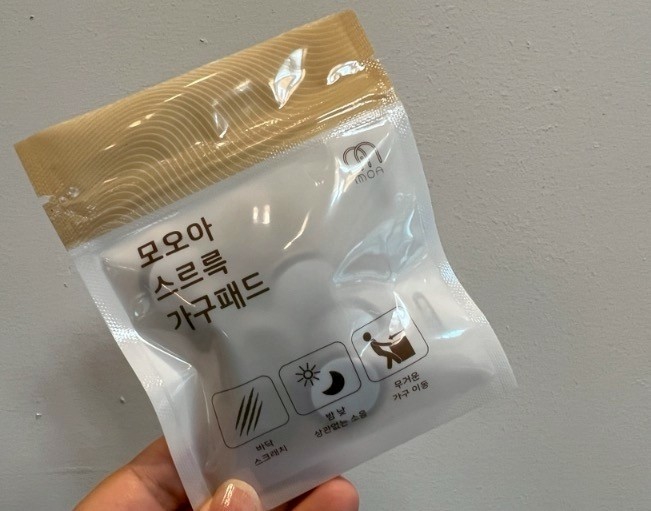 MOA
모오아
스르륵
가구패드
바닥
스크래치
밤 낮
상관없는 소음
무거운
가구 이동